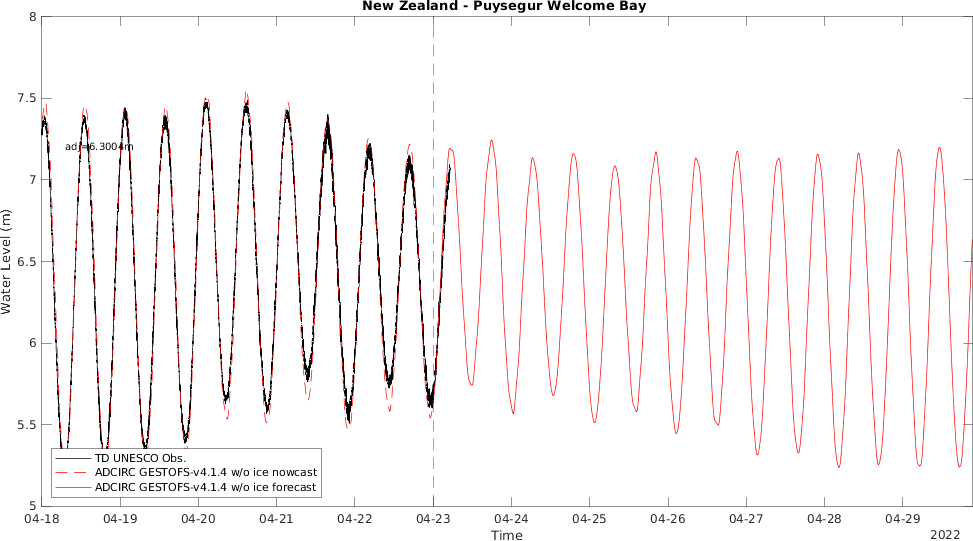 New Zealand - Puysegur Welcome Bay
8
7.5
7
6.5
6
5.5
5
Water Level (m)
adj=6.3004m
TD UNESCO Obs.
ADCIRC GESTOFS-v4.1.4 w/o ice nowcast
ADCIRC GESTOFS-v4.1.4 w/o ice forecast
04-18 04-19 04-20 04-21 04-22 04-23 04-24 04-25 04-26 04-27 04-28 04-29
Time
2022